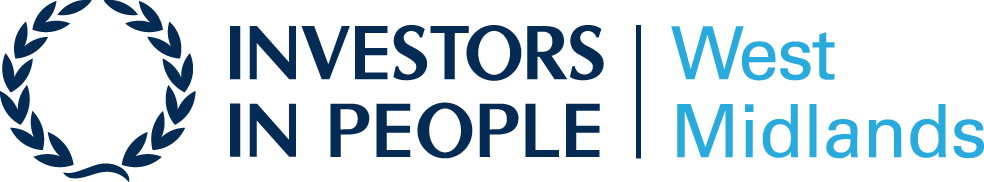 INVESTORS
IN PEOPLE
West
Midlands